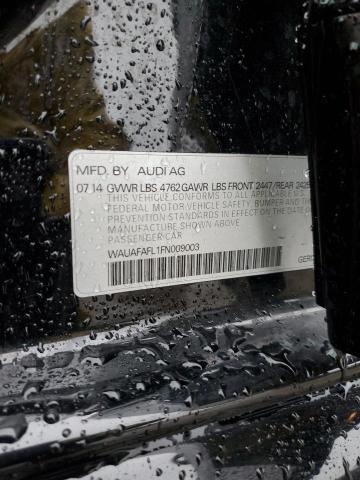 MFD. BY AUDI AG
07 14 GVWR LBS 4762 GAWR LBS FRONT 2447/REAR 2425
THIS VEHICLE CONFORMS TO ALL APPLICABLE
FEDERAL MOTOR VEHICLE SAFETY, BUMPER AND THEFT
PREVENTION STANDARDS IN EFFECT ON THE DATE OF
MANUFACTURE SHOWN ABOVE
PASSENGER CAR
WAUAFAFL1FN009003